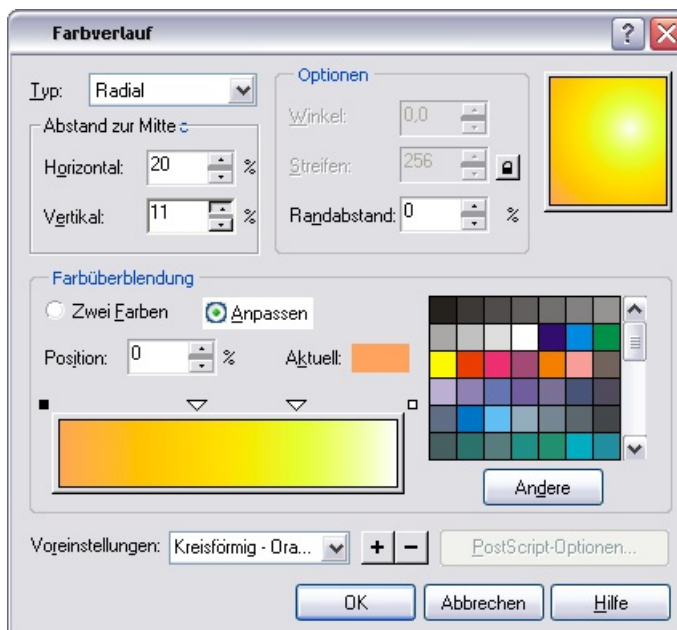 Farbverlauf
Typ: Radial
Abstand zur Mitte
Horizontal: 20 %
Vertikal: 11 %
Optionen
Winkel: 0,0
Streifen: 256
Randabstand: 0 %
Farbüberblendung
Zwei Farben Anpassen
Position: 0 % Aktuell:
Andere
Voreinstellungen: Kreisförmig - Ora... + - PostScript-Optionen...
OK Abbrechen Hilfe